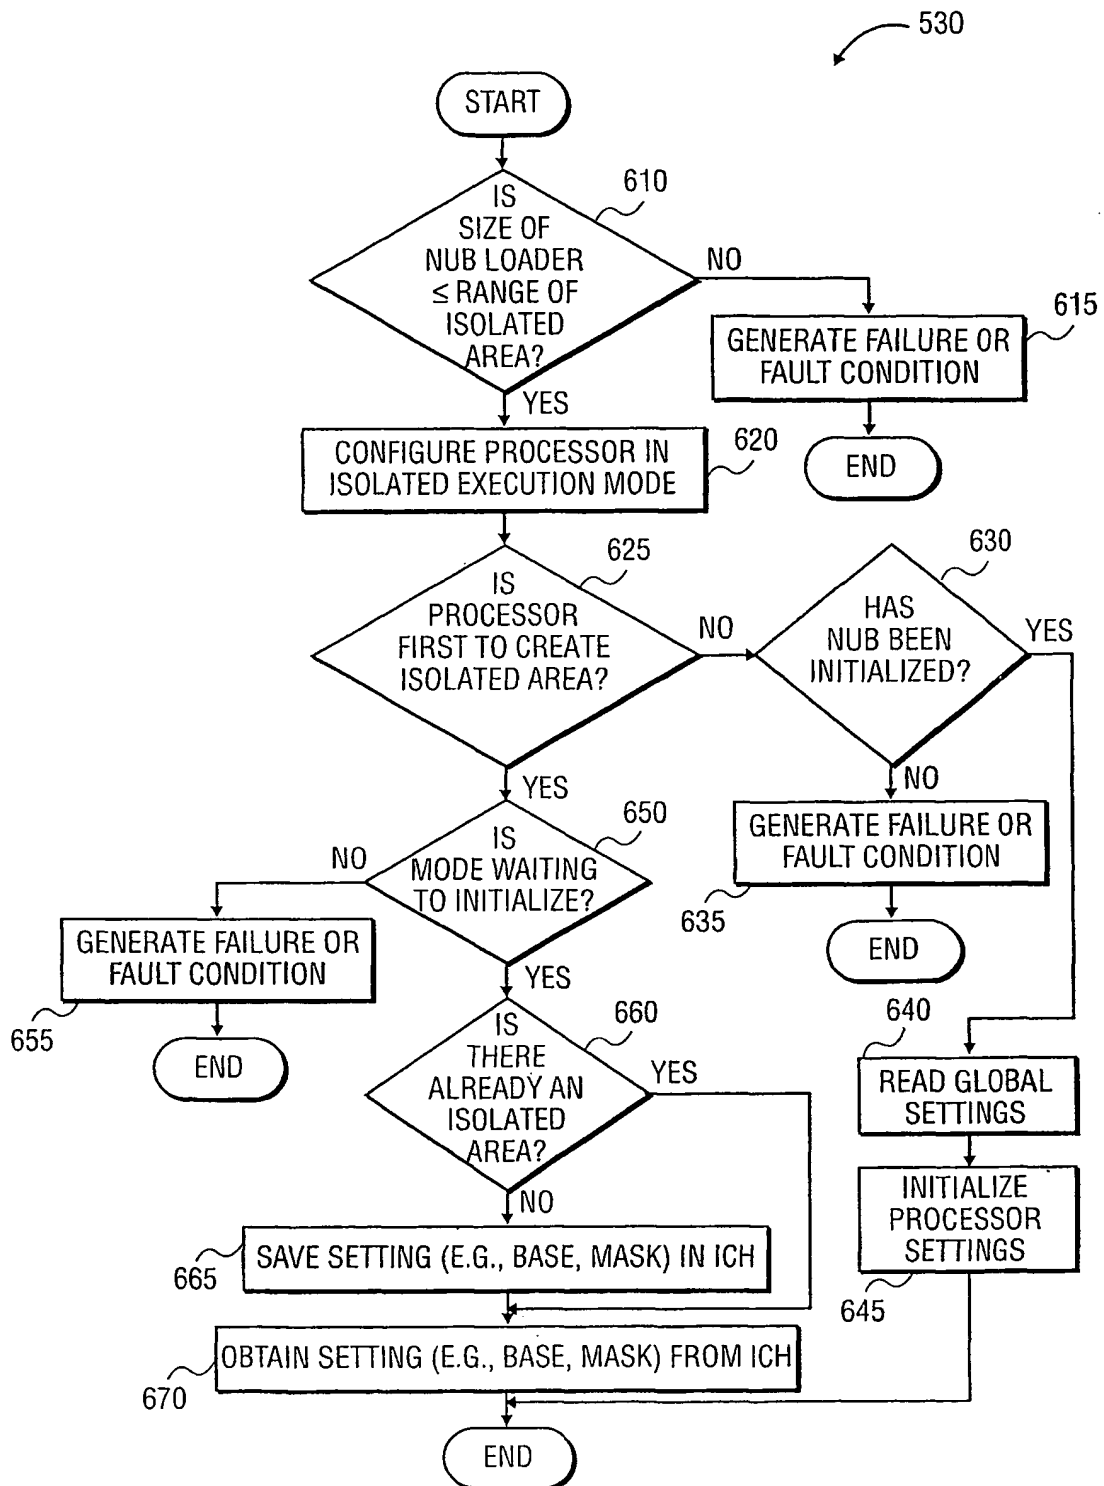 530
START
610
IS
SIZE OF
NUB LOADER
≤ RANGE OF
ISOLATED
AREA?
NO
615
GENERATE FAILURE OR
FAULT CONDITION
END
YES
620
CONFIGURE PROCESSOR IN
ISOLATED EXECUTION MODE
625
IS
PROCESSOR
FIRST TO CREATE
ISOLATED AREA?
NO
630
HAS
NUB BEEN
INITIALIZED?
YES
NO
GENERATE FAILURE OR
FAULT CONDITION
635
END
YES
650
IS
MODE WAITING
TO INITIALIZE?
NO
GENERATE FAILURE OR
FAULT CONDITION
655
END
YES
660
IS
THERE
ALREADY AN
ISOLATED
AREA?
YES
640
READ GLOBAL
SETTINGS
INITIALIZE
PROCESSOR
SETTINGS
645
NO
SAVE SETTING (E.G., BASE, MASK) IN ICH
665
OBTAIN SETTING (E.G., BASE, MASK) FROM ICH
670
END